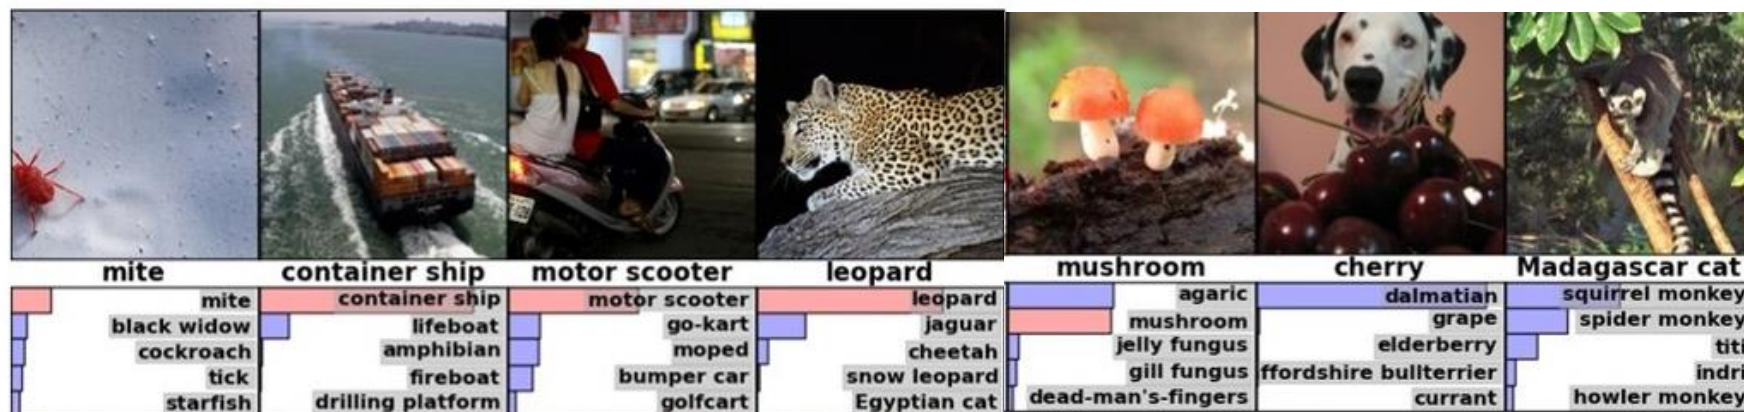 mite
container ship
motor scooter
leopard
mushroom
cherry
Madagascar cat
mite
black widow
cockroach
tick
starfish
container ship
lifeboat
amphibian
fireboat
drilling platform
motor scooter
go-kart
moped
bumper car
golfcart
leopard
jaguar
cheetah
snow leopard
Egyptian cat
agaric
mushroom
jelly fungus
gill fungus
dead-man's-fingers
dalmatian
grape
elderberry
ffordshire bullterrier
currant
squirrel monkey
spider monkey
titi
indri
howler monkey